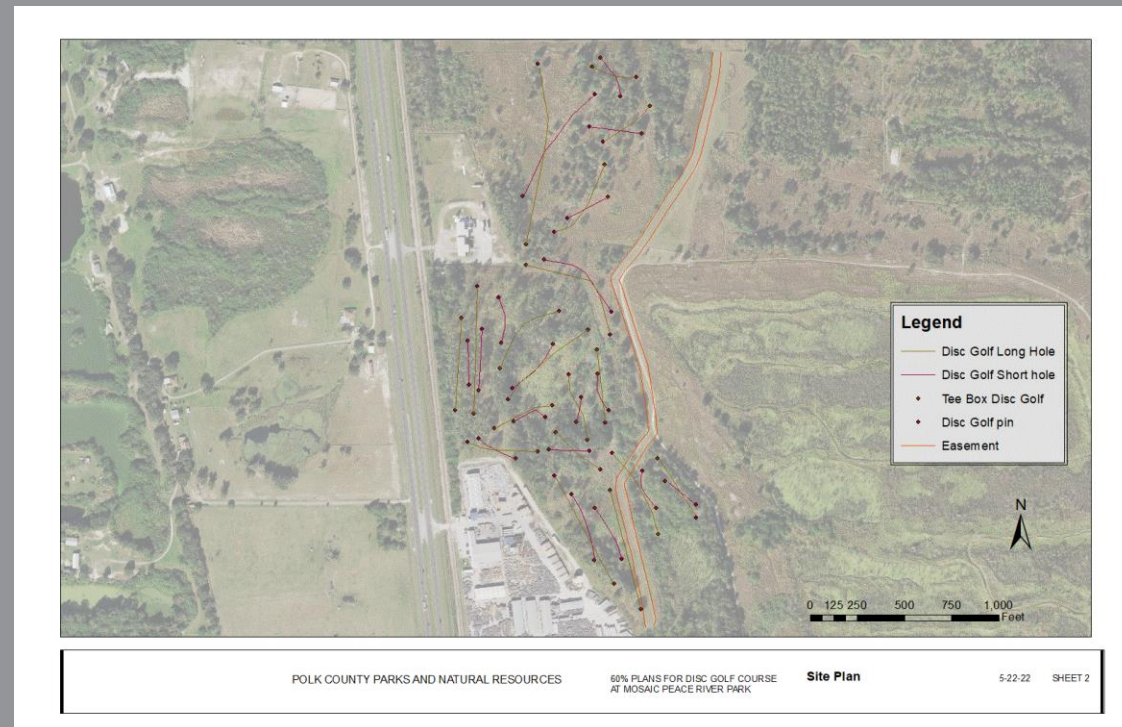 Legend
Disc Golf Long Hole
Disc Golf Short hole
Tee Box Disc Golf
Disc Golf pin
Easement
N
0 125 250 500 750 1,000
Feet
POLK COUNTY PARKS AND NATURAL RESOURCES
60% PLANS FOR DISC GOLF COURSE
AT MOSAIC PEACE RIVER PARK
Site Plan
5-22-22
SHEET 2